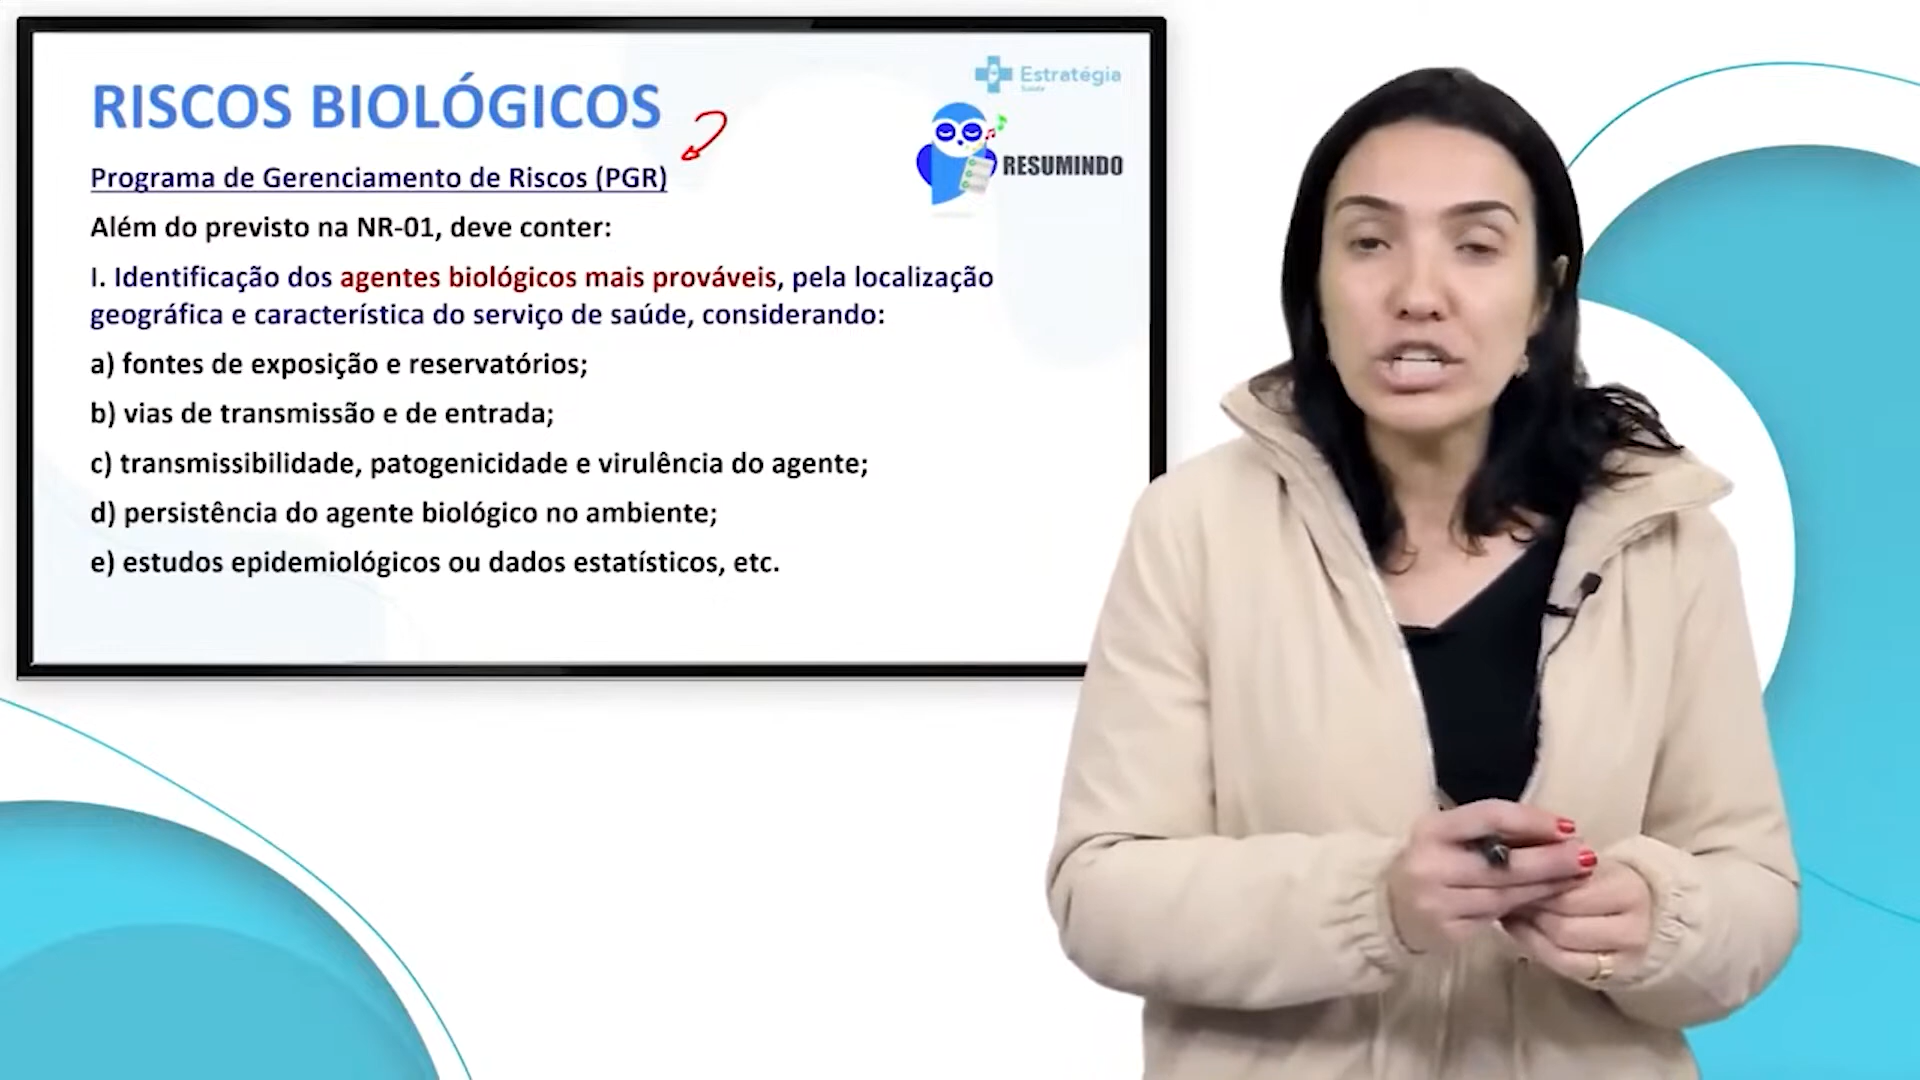 RISCOS BIOLÓGICOS
Estratégia
Saúde
RESUMINDO
Programa de Gerenciamento de Riscos (PGR)
Além do previsto na NR-01, deve conter:
I. Identificação dos agentes biológicos mais prováveis, pela localização
geográfica e característica do serviço de saúde, considerando:
a) fontes de exposição e reservatórios;
b) vias de transmissão e de entrada;
c) transmissibilidade, patogenicidade e virulência do agente;
d) persistência do agente biológico no ambiente;
e) estudos epidemiológicos ou dados estatísticos, etc.